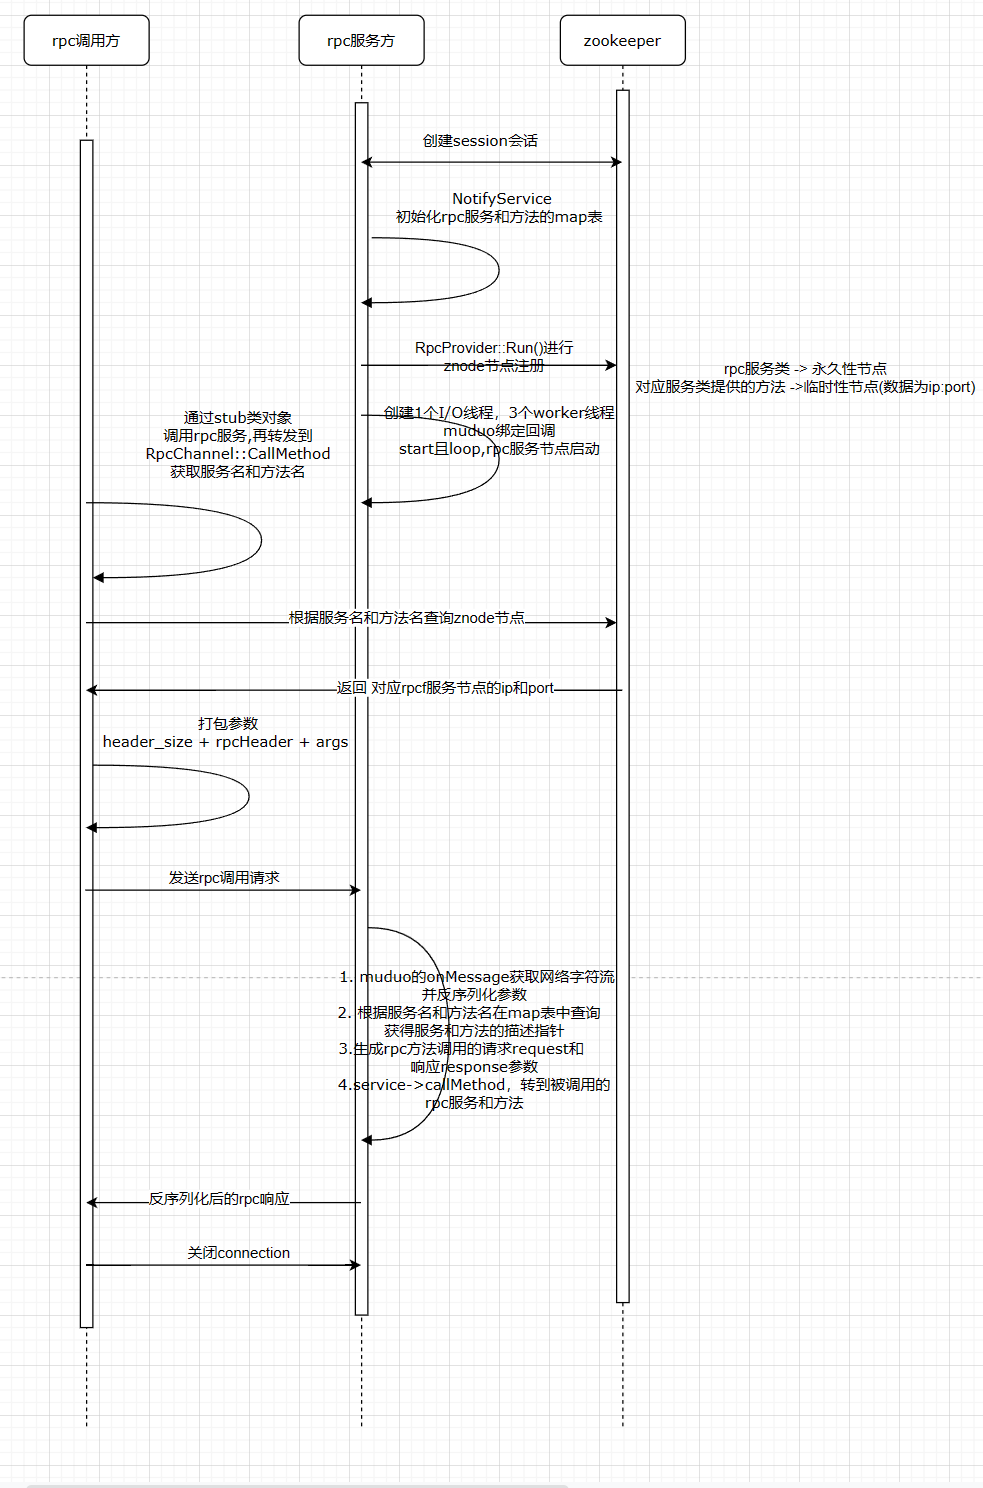 rpc调用方
rpc服务方
zookeeper
创建session会话
NotifyService
初始化rpc服务和方法的map表
RpcProvider::Run()进行
znode节点注册
rpc服务类 -> 永久性节点
对应服务类提供的方法 ->临时性节点(数据为ip:port)
创建1个I/O线程，3个worker线程
muduo绑定回调
start且loop,rpc服务节点启动
通过stub类对象
调用rpc服务,再转发到
RpcChannel::CallMethod
获取服务名和方法名
根据服务名和方法名查询znode节点
返回 对应rpcf服务节点的ip和port
打包参数
header_size + rpcHeader + args
发送rpc调用请求
1. muduo的onMessage获取网络字符流
并反序列化参数
2. 根据服务名和方法名在map表中查询
获得服务和方法的描述指针
3.生成rpc方法调用的请求request和
响应response参数
4.service->callMethod，转到被调用的
rpc服务和方法
反序列化后的rpc响应
关闭connection